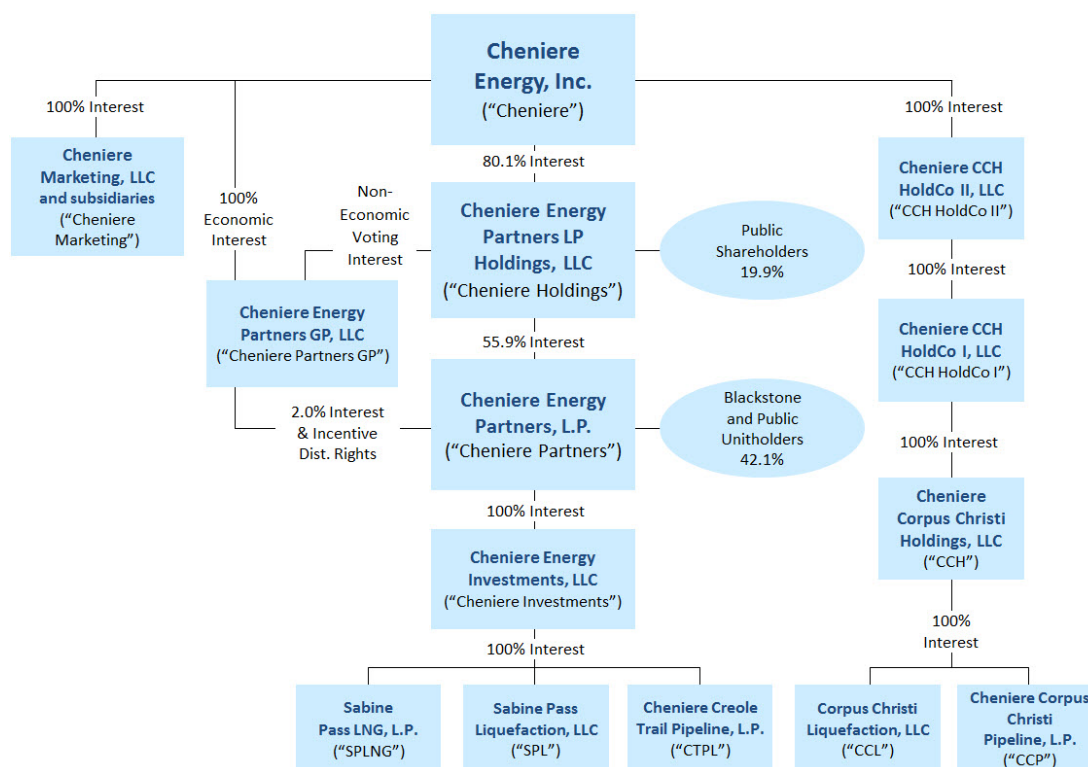 Cheniere
Energy, Inc.
(“Cheniere”)
100% Interest
100% Interest
80.1% Interest
Cheniere
Marketing, LLC
and subsidiaries
(“Cheniere
Marketing”)
100%
Economic
Interest
Non-
Economic
Voting
Interest
Cheniere Energy
Partners LP
Holdings, LLC
(“Cheniere Holdings”)
Public
Shareholders
19.9%
Cheniere CCH
HoldCo II, LLC
(“CCH HoldCo II”)
100% Interest
Cheniere Energy
Partners GP, LLC
(“Cheniere Partners GP”)
55.9% Interest
Cheniere CCH
HoldCo I, LLC
(“CCH HoldCo I”)
2.0% Interest
& Incentive
Dist. Rights
Cheniere Energy
Partners, L.P.
(“Cheniere Partners”)
Blackstone
and Public
Unitholders
42.1%
100% Interest
100% Interest
Cheniere Energy
Investments, LLC
(“Cheniere Investments”)
Cheniere
Corpus Christi
Holdings, LLC
(“CCH”)
100% Interest
100%
Interest
Sabine
Pass LNG, L.P.
(“SPLNG”)
Sabine Pass
Liquefaction, LLC
(“SPL”)
Cheniere Creole
Trail Pipeline, L.P.
(“CTPL”)
Corpus Christi
Liquefaction, LLC
(“CCL”)
Cheniere Corpus
Christi
Pipeline, L.P.
(“CCP”)